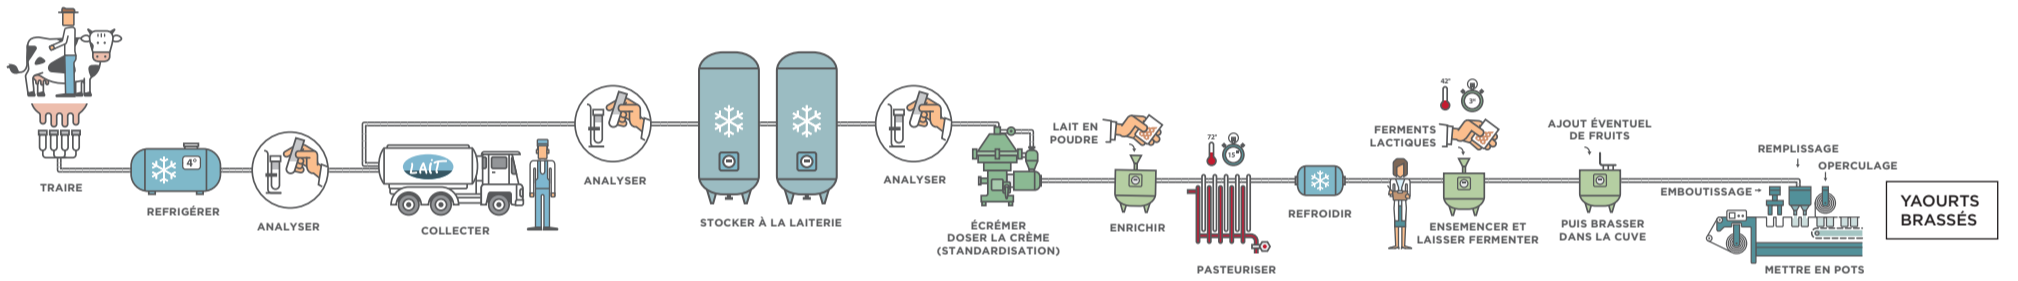 TRAIRE
4°
REFRIGÉRER
ANALYSER
LAIT
COLLECTER
ANALYSER
STOCKER À LA LAITERIE
ANALYSER
ÉCRÉMER
DOSER LA CRÈME
(STANDARDISATION)
LAIT EN
POUDRE
ENRICHIR
72°
15"
PASTEURISER
REFROIDIR
42°
FERMENTS
LACTIQUES
ENSEMENCER ET
LAISSER FERMENTER
AJOUT ÉVENTUEL
DE FRUITS
PUIS BRASSER
DANS LA CUVE
REMPLISSAGE
OPERCULAGE
EMBOUTISSAGE
METTRE EN POTS
YAOURTS
BRASSÉS